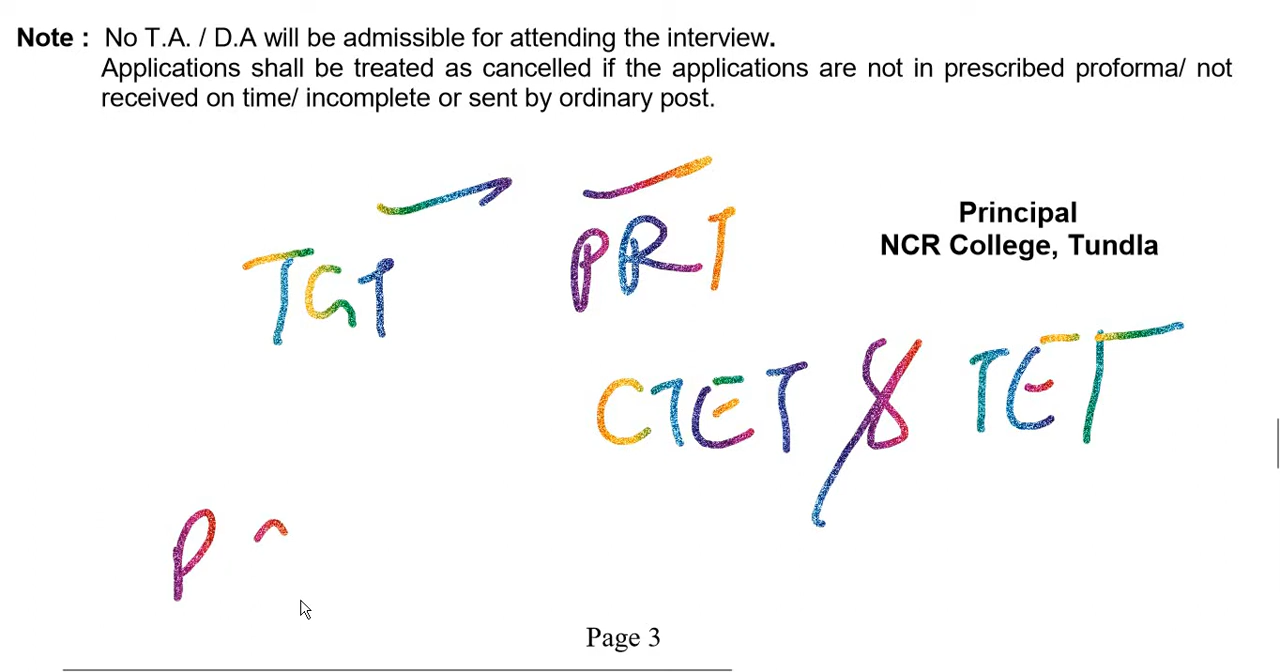 Note : No T.A. / D.A will be admissible for attending the interview.
Applications shall be treated as cancelled if the applications are not in prescribed proforma/ not
received on time/ incomplete or sent by ordinary post.
TGT PRT
Principal
NCR College, Tundla
CTET & TET
P
Page 3